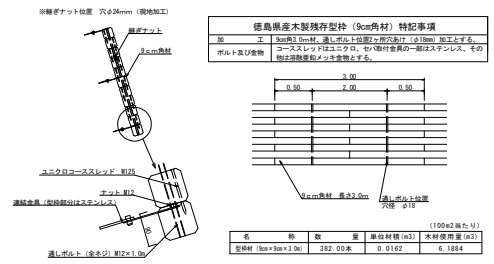 ※継ぎナット位置 穴φ24mm（現地加工）
継ぎナット
9cm角材
ユニクロコーススレッド W125
ナット M12
連結金具（型枠部分はステンレス）
90
通しボルト（全ネジ）M12×1.0m
徳島県産木製残存型枠（9cm角材）特記事項
加 工 9cm角3.0m材、通しボルト位置2ヶ所穴あけ（φ18mm）加工とする。
ボルト及び金物 コーススレッドはユニクロ、セパ取付金具の一部はステンレス、その
他は溶融亜鉛メッキ金物とする。
3.00
0.50 2.00 0.50
9cm角材 長さ3.0m
通しボルト位置
穴径 φ18
(100m2当たり)
名 称 数 量 単位材積(m3) 木材使用量(m3)
型枠材（9cm×9cm×3.0m） 382.00本 0.0162 6.1884